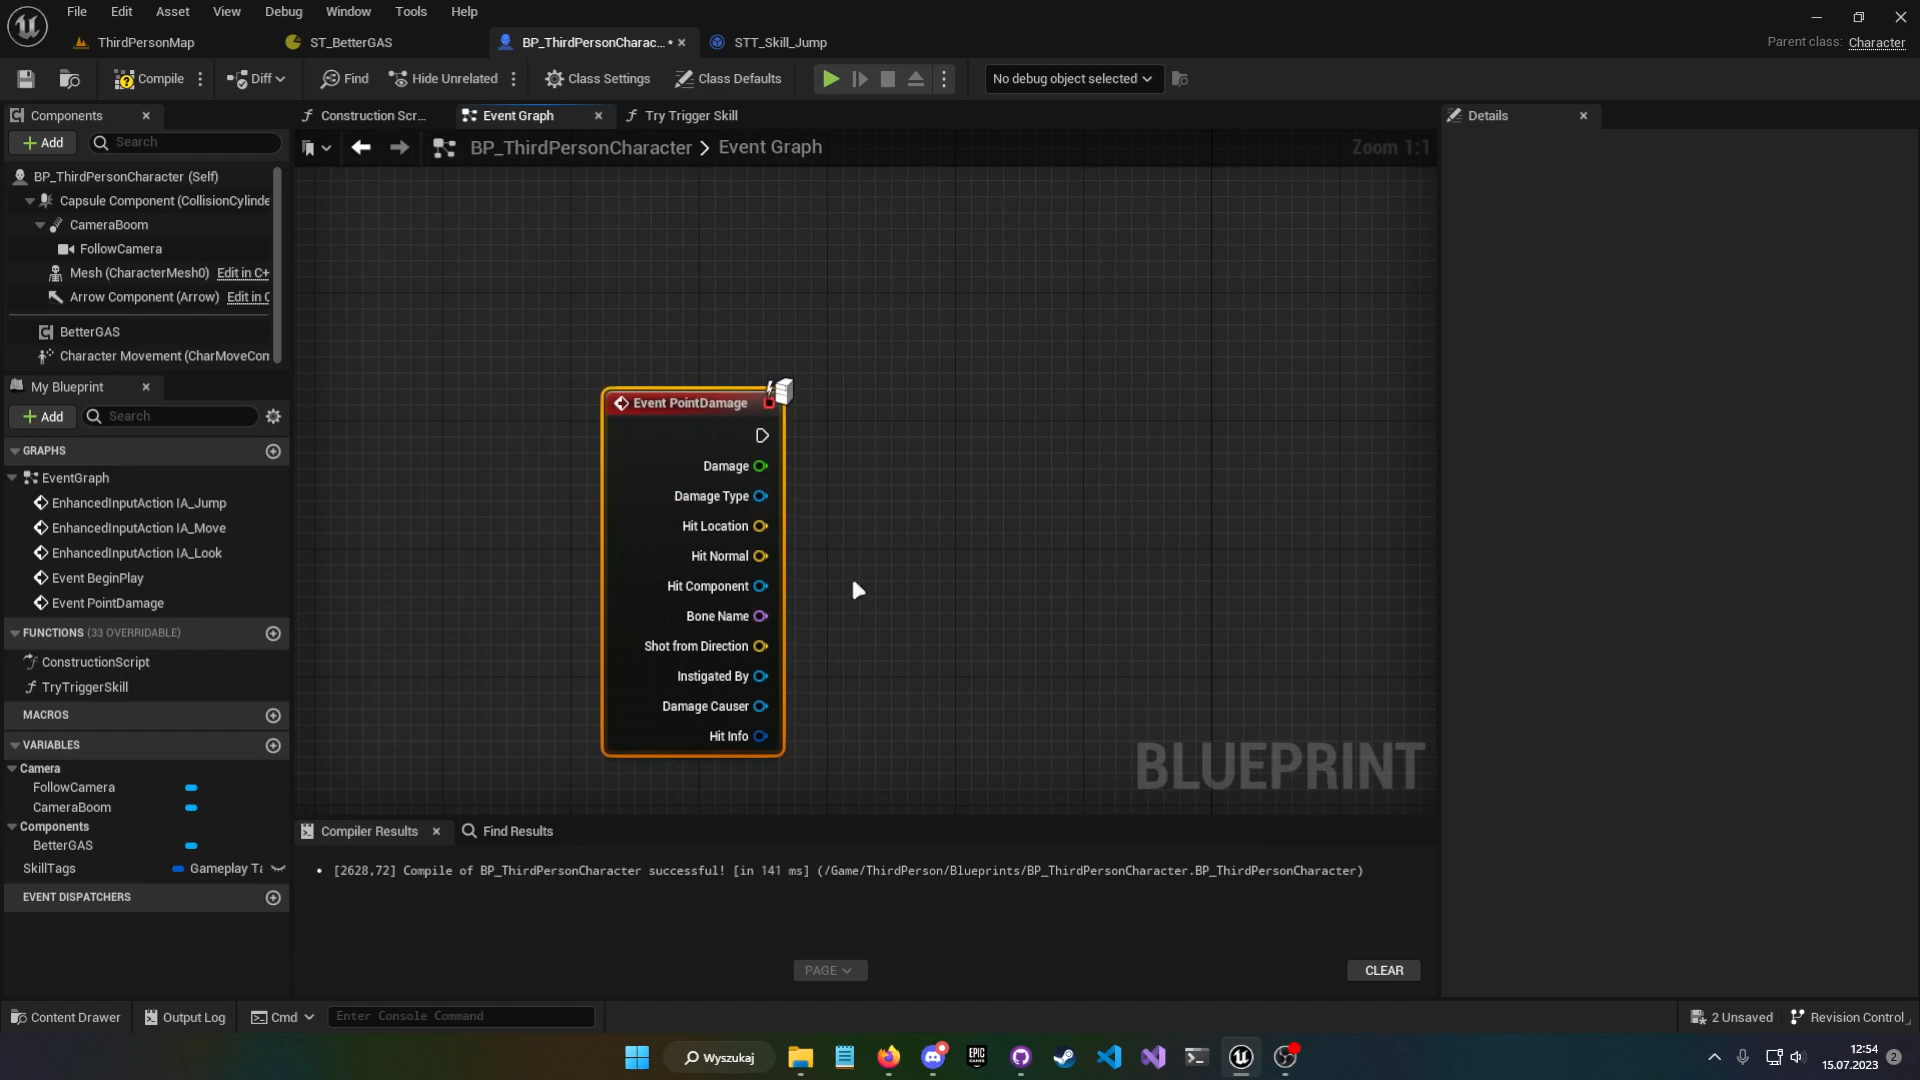 File Edit Asset View Debug Window Tools Help
ThirdPersonMap
ST_BetterGAS
BP_ThirdPersonCharac... •
STT_Skill_Jump
Parent class: Character
Compile
Diff
Find
Hide Unrelated
Class Settings
Class Defaults
No debug object selected
Components
Add
Search
BP_ThirdPersonCharacter (Self)
Capsule Component (CollisionCylinde
CameraBoom
FollowCamera
Mesh (CharacterMesh0) Edit in C+
Arrow Component (Arrow) Edit in C
BetterGAS
Character Movement (CharMoveCom
My Blueprint
Add
Search
GRAPHS
EventGraph
EnhancedInputAction IA_Jump
EnhancedInputAction IA_Move
EnhancedInputAction IA_Look
Event BeginPlay
Event PointDamage
FUNCTIONS (33 OVERRIDABLE)
ConstructionScript
TryTriggerSkill
MACROS
VARIABLES
Camera
FollowCamera
CameraBoom
Components
BetterGAS
SkillTags Gameplay Ta
EVENT DISPATCHERS
Construction Scr...
Event Graph
Try Trigger Skill
BP_ThirdPersonCharacter > Event Graph
Zoom 1:1
Event PointDamage
Damage
Damage Type
Hit Location
Hit Normal
Hit Component
Bone Name
Shot from Direction
Instigated By
Damage Causer
Hit Info
BLUEPRINT
Compiler Results
Find Results
• [2628,72] Compile of BP_ThirdPersonCharacter successful! [in 141 ms] (/Game/ThirdPerson/Blueprints/BP_ThirdPersonCharacter.BP_ThirdPersonCharacter)
PAGE
CLEAR
Details
Content Drawer
Output Log
Cmd
Enter Console Command
2 Unsaved
Revision Control
Wyszukaj
EPIC GAMES
12:54
15.07.2023
2